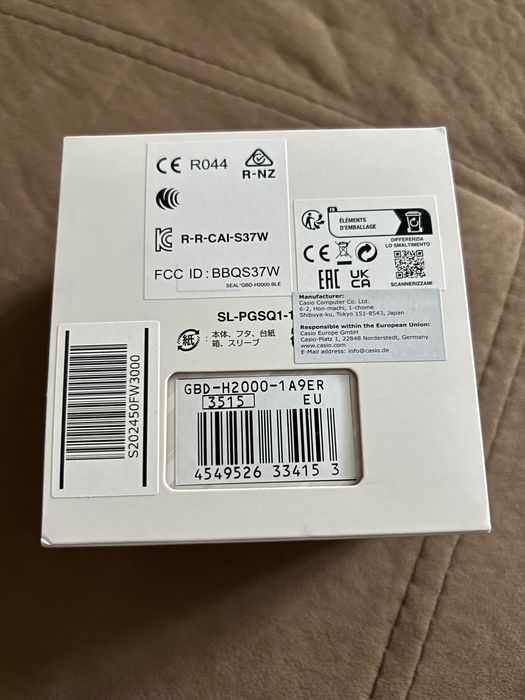 CE R044
R-NZ
R-R-CAI-S37W
FCC ID:BBQS37W
SEAL*GBD-H2000-BLE
FR
ÉLÉMENTS
D'EMBALLAGE
DIFFERENZIA
LO SMALTIMENTO
CE
EAC UK
CA
SCANNERIZZAMI
SL-PGSQ1-1
紙:本体、フタ、台紙
箱、スリーブ
Manufacturer:
Casio Computer Co. Ltd.
6-2, Hon-machi, 1-chome
Shibuya-ku, Tokyo 151-8543, Japan
Responsible within the European Union:
Casio Europe GmbH
Casio-Platz 1, 22848 Norderstedt, Germany
www.casio.com
E-Mail address: info@casio.de
S202450FW3000
GBD-H2000-1A9ER
3515 EU
4549526 33415 3